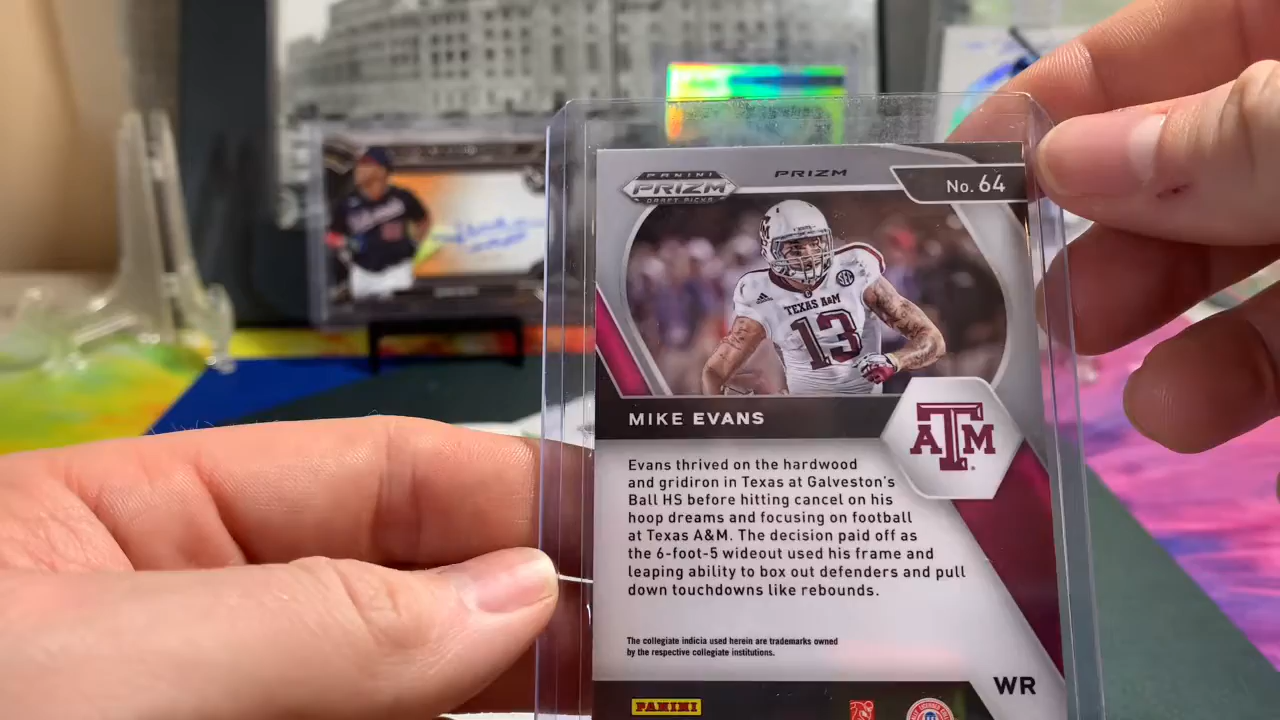 PANINI
PRIZM
DRAFT PICKS
PRIZM
No. 64
SEC
TEXAS A&M
13
MIKE EVANS
ATM
Evans thrived on the hardwood
and gridiron in Texas at Galveston's
Ball HS before hitting cancel on his
hoop dreams and focusing on football
at Texas A&M. The decision paid off as
the 6-foot-5 wideout used his frame and
leaping ability to box out defenders and pull
down touchdowns like rebounds.
The collegiate indicia used herein are trademarks owned
by the respective collegiate institutions.
WR
PANINI